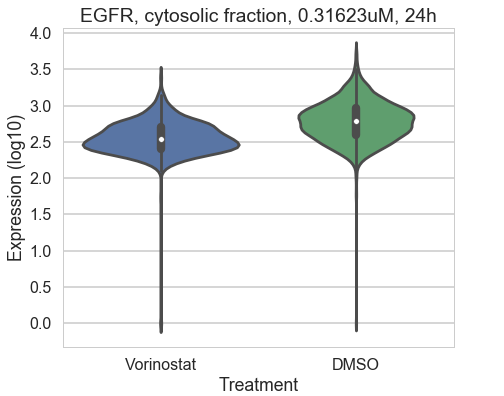 EGFR, cytosolic fraction, 0.31623uM, 24h
4.0
3.5
3.0
2.5
2.0
1.5
1.0
0.5
0.0
Expression (log10)
Vorinostat DMSO
Treatment